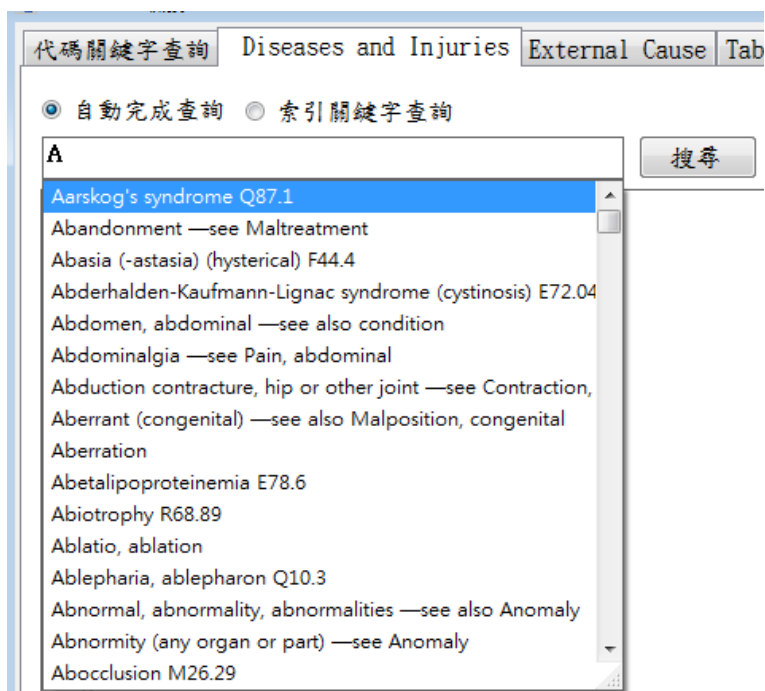 代碼關鍵字查詢 Diseases and Injuries External Cause Tab
自動完成查詢 索引關鍵字查詢
A 搜尋
Aarskog's syndrome Q87.1
Abandonment —see Maltreatment
Abasia (-astasia) (hysterical) F44.4
Abderhalden-Kaufmann-Lignac syndrome (cystinosis) E72.04
Abdomen, abdominal —see also condition
Abdominalgia —see Pain, abdominal
Abduction contracture, hip or other joint —see Contraction,
Aberrant (congenital) —see also Malposition, congenital
Aberration
Abetalipoproteinemia E78.6
Abiotrophy R68.89
Ablatio, ablation
Ablepharia, ablepharon Q10.3
Abnormal, abnormality, abnormalities —see also Anomaly
Abnormity (any organ or part) —see Anomaly
Abocclusion M26.29